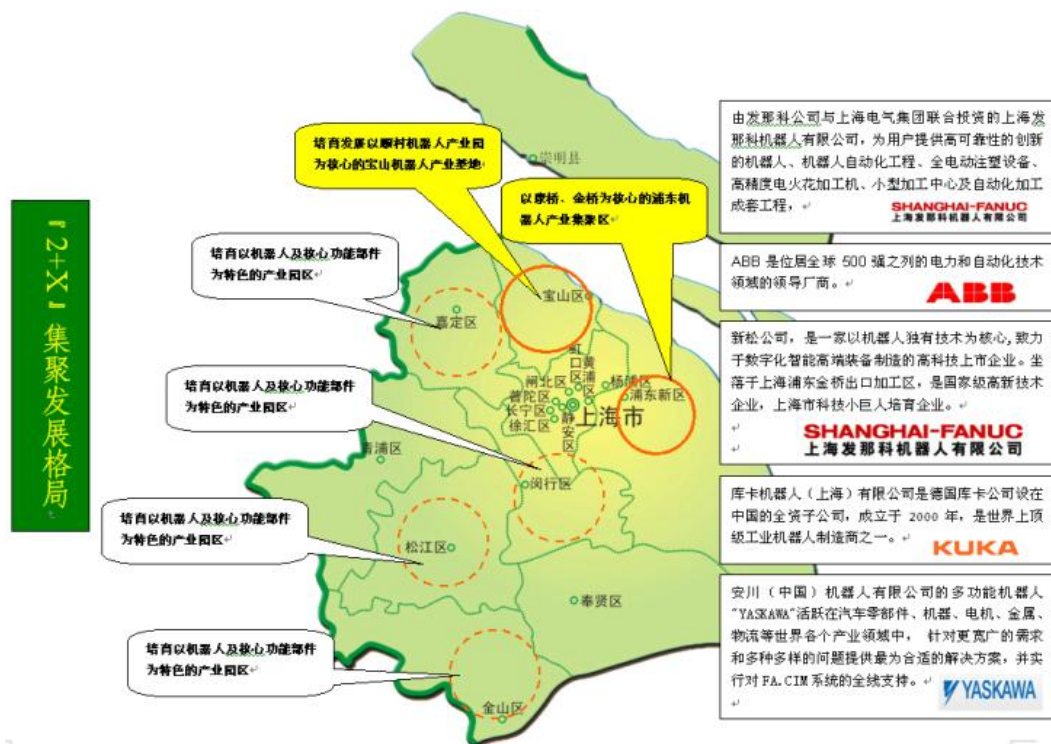 『2+X』集聚发展格局
培育发展以顾村机器人产业园
为核心的宝山机器人产业基地
以康桥、金桥为核心的浦东机
器人产业集聚区
培育以机器人及核心功能部件
为特色的产业园区
培育以机器人及核心功能部件
为特色的产业园区
培育以机器人及核心功能部件
为特色的产业园区
培育以机器人及核心功能部件
为特色的产业园区
崇明县
宝山区
嘉定区
虹口区
黄浦区
闸北区
杨浦区
普陀区
浦东新区
长宁区
上海市
徐汇区
静安区
青浦区
闵行区
松江区
奉贤区
金山区
由发那科公司与上海电气集团联合投资的上海发
那科机器人有限公司，为用户提供高可靠性的创新
的机器人、机器人自动化工程、全电动注塑设备、
高精度电火花加工机、小型加工中心及自动化加工
成套工程，
SHANGHAI-FANUC
上海发那科机器人有限公司
ABB 是位居全球 500 强之列的电力和自动化技术
领域的领导厂商。
ABB
新松公司，是一家以机器人独有技术为核心,致力
于数字化智能高端装备制造的高科技上市企业。坐
落于上海浦东金桥出口加工区，是国家级高新技术
企业，上海市科技小巨人培育企业。
SHANGHAI-FANUC
上海发那科机器人有限公司
库卡机器人（上海）有限公司是德国库卡公司设在
中国的全资子公司，成立于 2000 年，是世界上顶
级工业机器人制造商之一。
KUKA
安川（中国）机器人有限公司的多功能机器人
"YASKAWA"活跃在汽车零部件、机器、电机、金属、
物流等世界各个产业领域中， 针对更宽广的需求
和多种多样的问题提供最为合适的解决方案，并实
行对 FA.CIM 系统的全线支持。
YASKAWA